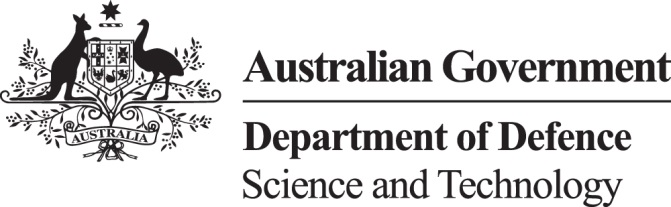 AUSTRALIA
Australian Government
Department of Defence
Science and Technology